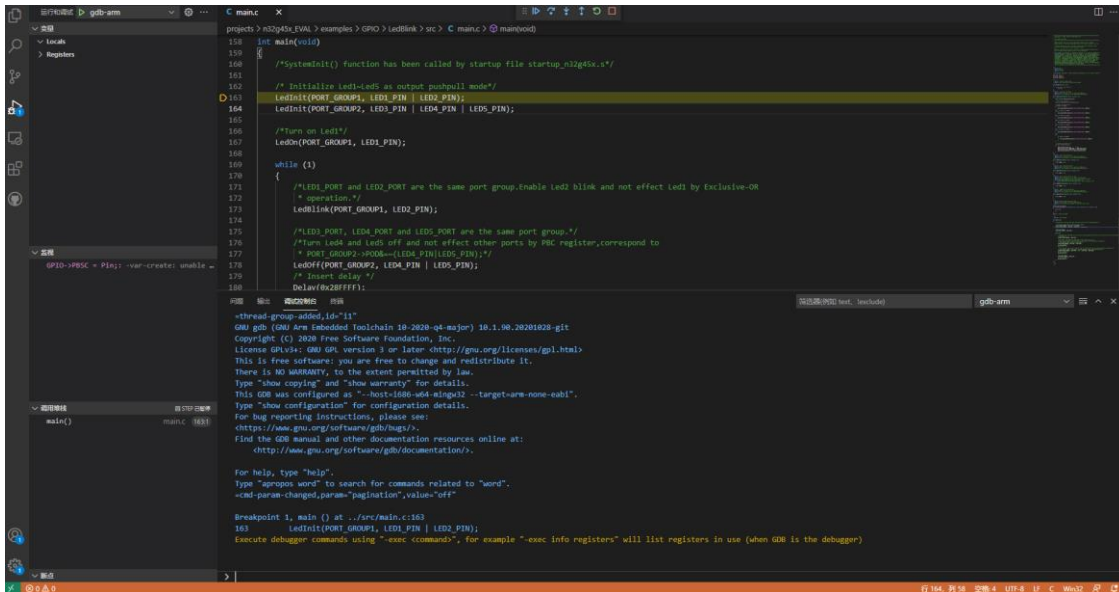 运行和调试 gdb-arm
C main.c
变量
Locals
Registers
projects > n32g45x_EVAL > examples > GPIO > LedBlink > src > C main.c > main(void)
158 int main(void)
159 {
160 /*SystemInit() function has been called by startup file startup_n32g45x.s*/
161
162 /* Initialize Led1~Led5 as output pushpull mode*/
163 LedInit(PORT_GROUP1, LED1_PIN | LED2_PIN);
164 LedInit(PORT_GROUP2, LED3_PIN | LED4_PIN | LED5_PIN);
165
166 /*Turn on Led1*/
167 LedOn(PORT_GROUP1, LED1_PIN);
168
169 while (1)
170 {
171 /*LED1_PORT and LED2_PORT are the same port group.Enable Led2 blink and not effect Led1 by Exclusive-OR
172 * operation.*/
173 LedBlink(PORT_GROUP1, LED2_PIN);
174
175 /*LED3_PORT, LED4_PORT and LED5_PORT are the same port group.*/
176 /*Turn Led4 and Led5 off and not effect other ports by PBC register,correspond to
177 * PORT_GROUP2->POD&=~(LED4_PIN|LED5_PIN);*/
178 LedOff(PORT_GROUP2, LED4_PIN | LED5_PIN);
179 /* Insert delay */
180 Delay(0x28FFFF);
监视
GPIO->PBSC = Pin;: -var-create: unable …
调用堆栈 因 STEP 已暂停
main() main.c 163:1
断点
问题 输出 调试控制台 终端
筛选器(例如 text、!exclude) gdb-arm
=thread-group-added,id="i1"
GNU gdb (GNU Arm Embedded Toolchain 10-2020-q4-major) 10.1.90.20201028-git
Copyright (C) 2020 Free Software Foundation, Inc.
License GPLv3+: GNU GPL version 3 or later <http://gnu.org/licenses/gpl.html>
This is free software: you are free to change and redistribute it.
There is NO WARRANTY, to the extent permitted by law.
Type "show copying" and "show warranty" for details.
This GDB was configured as "--host=i686-w64-mingw32 --target=arm-none-eabi".
Type "show configuration" for configuration details.
For bug reporting instructions, please see:
<https://www.gnu.org/software/gdb/bugs/>.
Find the GDB manual and other documentation resources online at:
<http://www.gnu.org/software/gdb/documentation/>.
For help, type "help".
Type "apropos word" to search for commands related to "word".
=cmd-param-changed,param="pagination",value="off"
Breakpoint 1, main () at ../src/main.c:163
163 LedInit(PORT_GROUP1, LED1_PIN | LED2_PIN);
Execute debugger commands using "-exec <command>", for example "-exec info registers" will list registers in use (when GDB is the debugger)
>
0 0 行 164, 列 58 空格: 4 UTF-8 LF C Win32